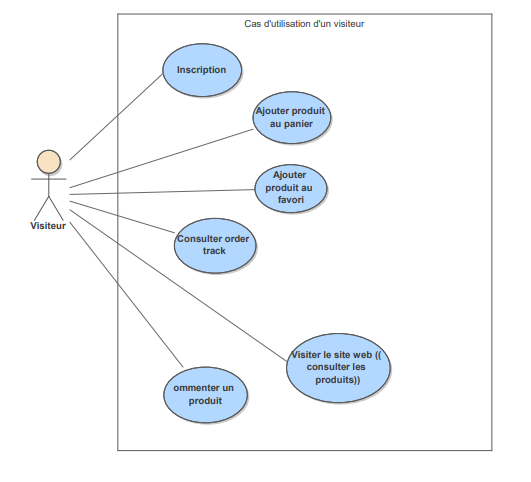 Cas d'utilisation d'un visiteur
Inscription
Ajouter produit
au panier
Ajouter
produit au
favori
Visiteur
Consulter order
track
Visiter le site web ((
consulter les
produits))
ommenter un
produit